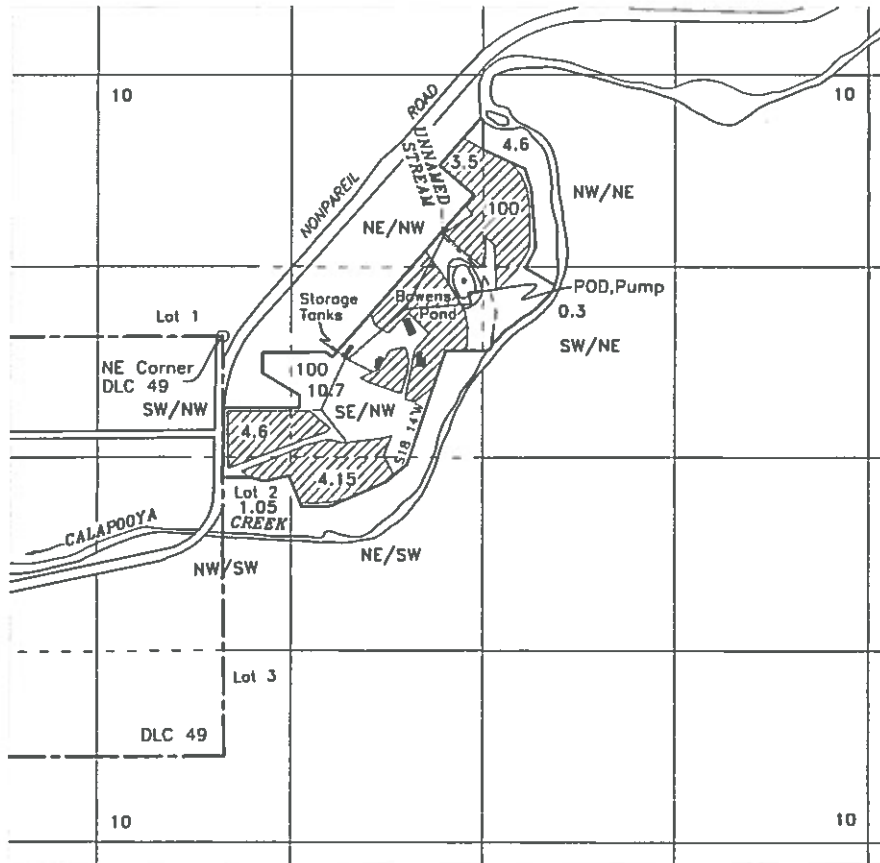 10
10
NONPAREIL ROAD
UNNAMED
STREAM
3.5
4.6
NW/NE
100
NE/NW
Storage
Tanks
Bowens
Pond
POD,Pump
0.3
SW/NE
Lot 1
NE Corner
DLC 49
SW/NW
100
10.7
SE/NW
4.6
S18 14W
4.15
Lot 2
1.05
CALAPOOYA CREEK
NW/SW
NE/SW
Lot 3
DLC 49
10
10